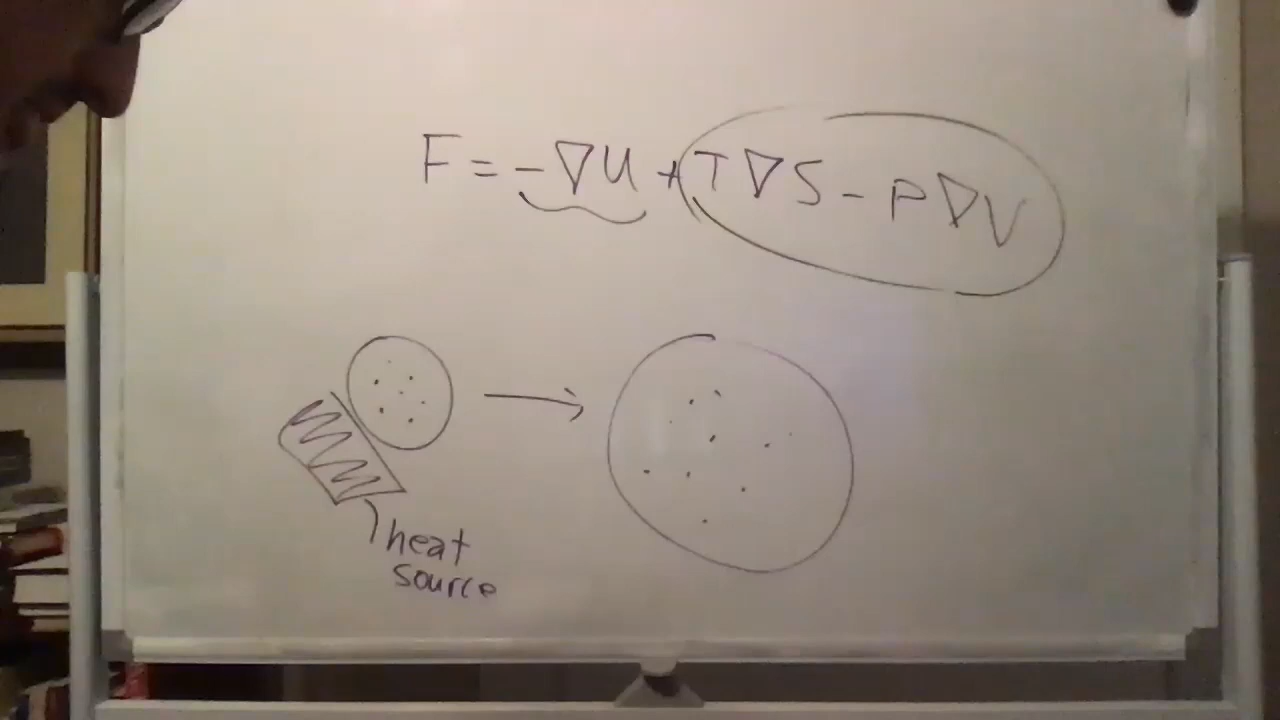 F = -∇U + T∇S - P∇V
heat
source